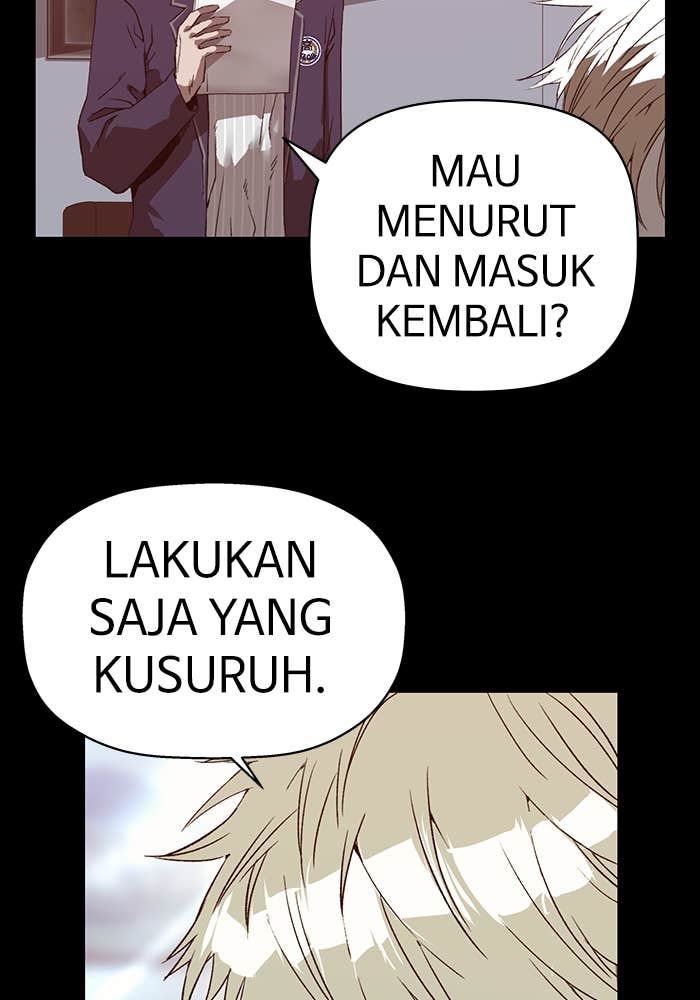 MAU
MENURUT
DAN MASUK
KEMBALI?
LAKUKAN
SAJA YANG
KUSURUH.